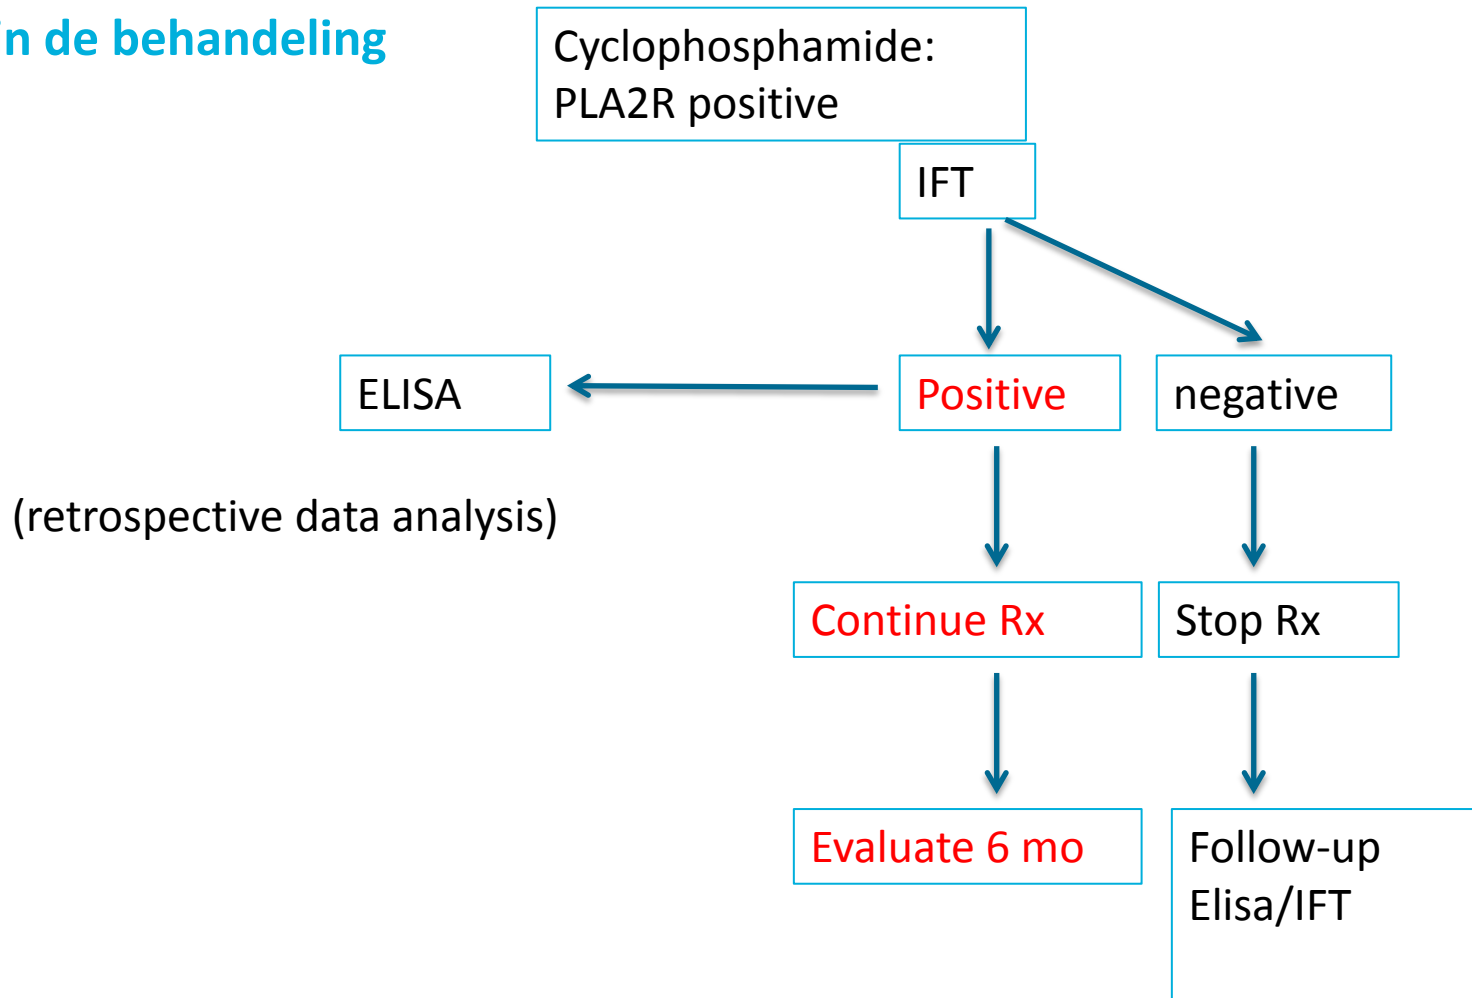 in de behandeling
Cyclophosphamide:
PLA2R positive
IFT
ELISA
Positive
negative
(retrospective data analysis)
Continue Rx
Stop Rx
Evaluate 6 mo
Follow-up
Elisa/IFT